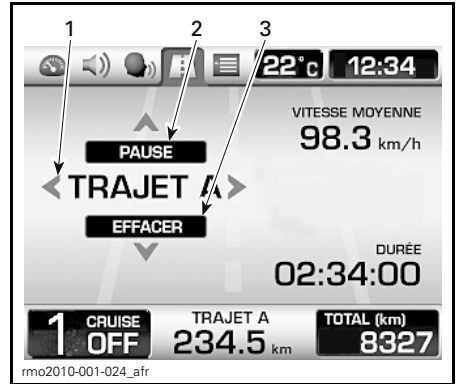 1 2 3
22°c 12:34
VITESSE MOYENNE
98.3 km/h
PAUSE
TRAJET A
EFFACER
DURÉE
02:34:00
1 CRUISE OFF
TRAJET A
234.5 km
TOTAL (km)
8327
rmo2010-001-024_afr